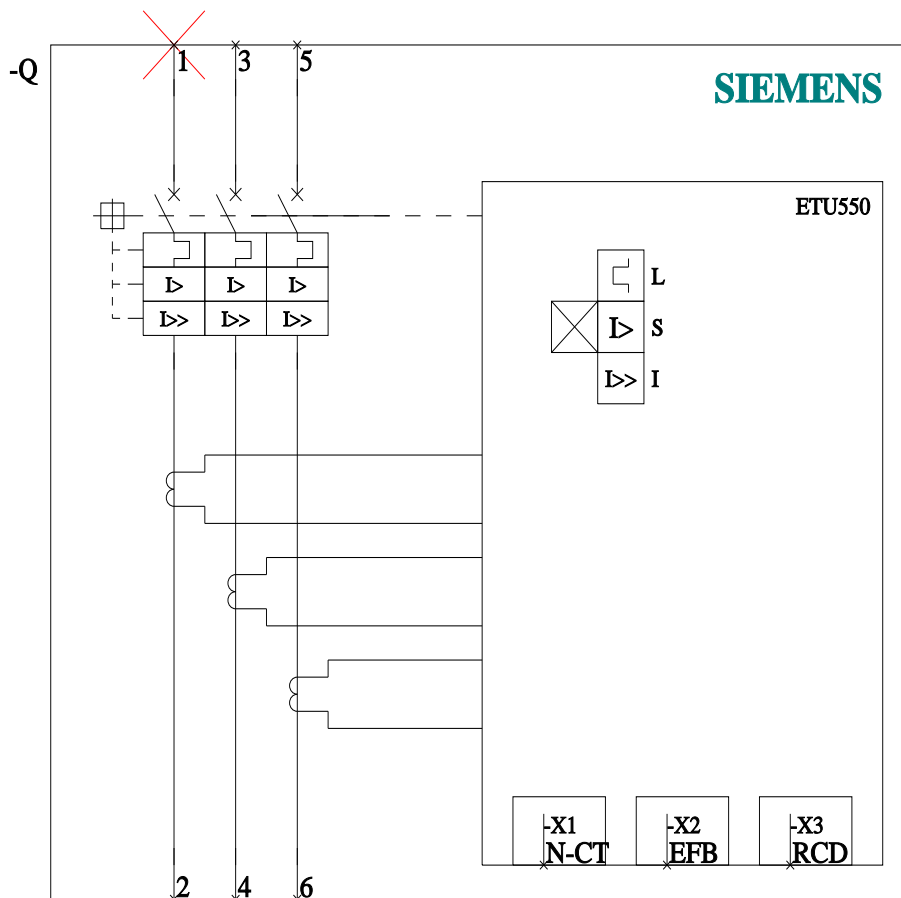 1 3 5
-Q
SIEMENS
ETU550
L
I> I> I>
I> S
I>> I>> I>>
I>> I
-X1 -X2 -X3
N-CT EFB RCD
2 4 6